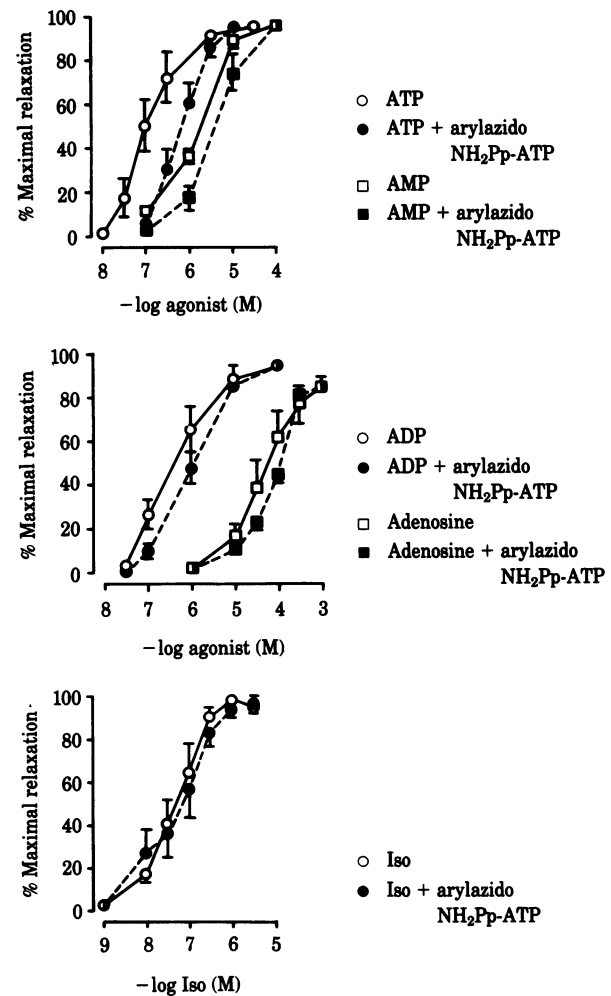 % Maximal relaxation
100
80
60
40
20
0
8 7 6 5 4
−log agonist (M)
ATP
ATP + arylazido
NH₂Pp-ATP
AMP
AMP + arylazido
NH₂Pp-ATP
% Maximal relaxation
100
80
60
40
20
0
8 7 6 5 4 3
−log agonist (M)
ADP
ADP + arylazido
NH₂Pp-ATP
Adenosine
Adenosine + arylazido
NH₂Pp-ATP
% Maximal relaxation
100
80
60
40
20
0
9 8 7 6 5
−log Iso (M)
Iso
Iso + arylazido
NH₂Pp-ATP